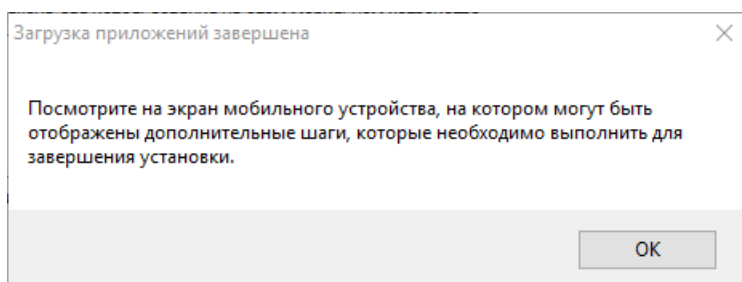 Загрузка приложений завершена
Посмотрите на экран мобильного устройства, на котором могут быть
отображены дополнительные шаги, которые необходимо выполнить для
завершения установки.
OK